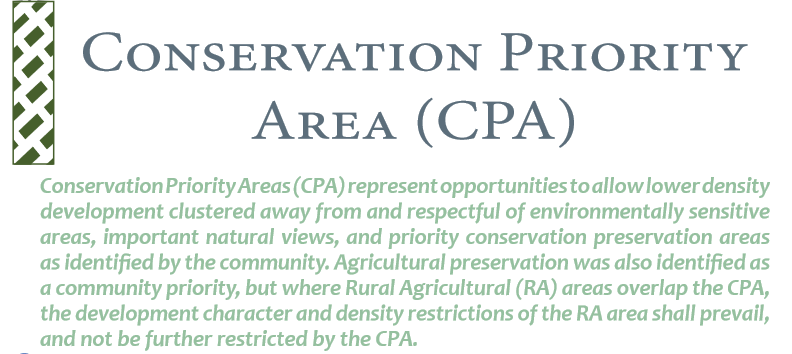 Conservation Priority
Area (CPA)
Conservation Priority Areas (CPA) represent opportunities to allow lower density
development clustered away from and respectful of environmentally sensitive
areas, important natural views, and priority conservation preservation areas
as identified by the community. Agricultural preservation was also identified as
a community priority, but where Rural Agricultural (RA) areas overlap the CPA,
the development character and density restrictions of the RA area shall prevail,
and not be further restricted by the CPA.